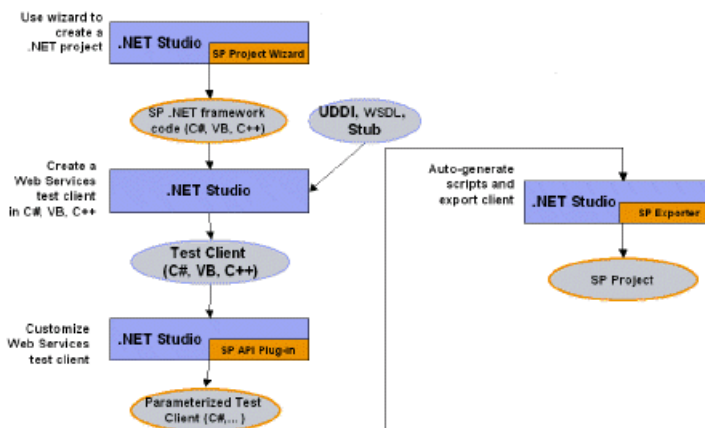 Use wizard to
create a
.NET project
.NET Studio
SP Project Wizard
SP .NET framework
code (C#, VB, C++)
UDDI, WSDL,
Stub
Create a
Web Services
test client
in C#, VB, C++
.NET Studio
Test Client
(C#, VB, C++)
Customize
Web Services
test client
.NET Studio
SP API Plug-in
Parameterized Test
Client (C#,... )
Auto-generate
scripts and
export client
.NET Studio
SP Exporter
SP Project